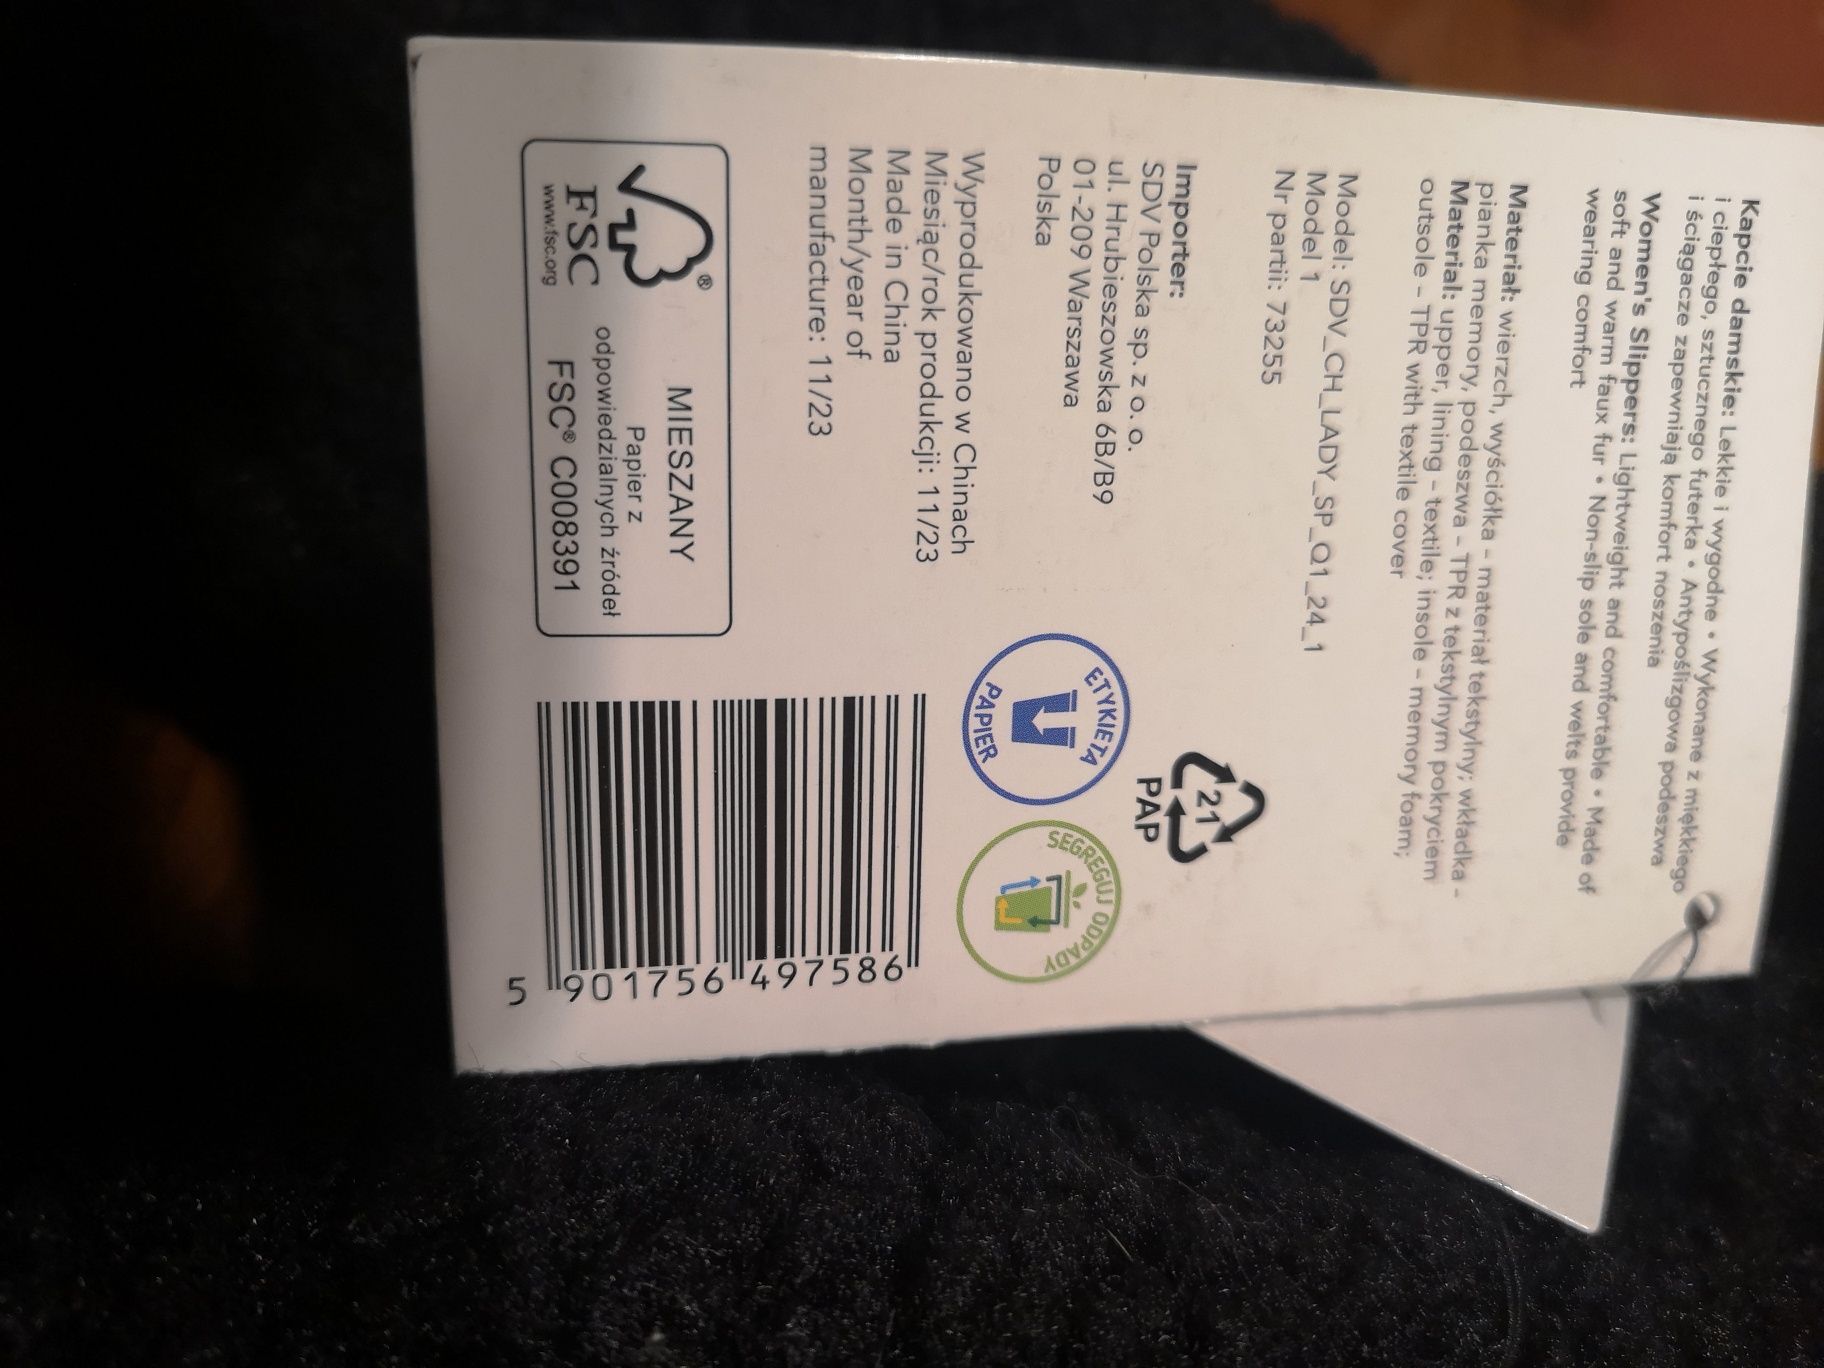 Kapcie damskie: Lekkie i wygodne • Wykonane z miękkiego
i ciepłego, sztucznego futerka • Antypoślizgowa podeszwa
i ściągacze zapewniają komfort noszenia
Women's Slippers: Lightweight and comfortable • Made of
soft and warm faux fur • Non-slip sole and welts provide
wearing comfort
Materiał: wierzch, wyściółka - materiał tekstylny; wkładka -
pianka memory, podeszwa - TPR z tekstylnym pokryciem
Material: upper, lining - textile; insole - memory foam;
outsole - TPR with textile cover
Model: SDV_CH_LADY_SP_Q1_24_1
Model 1
Nr partii: 73255
Importer:
SDV Polska sp. z o. o.
ul. Hrubieszowska 6B/B9
01-209 Warszawa
Polska
21
PAP
ETYKIETA
PAPIER
SEGREGUJ ODPADY
Wyprodukowano w Chinach
Miesiąc/rok produkcji: 11/23
Made in China
Month/year of
manufacture: 11/23
®
FSC
www.fsc.org
MIESZANY
Papier z
odpowiedzialnych źródeł
FSC® C008391
5 901756 497586